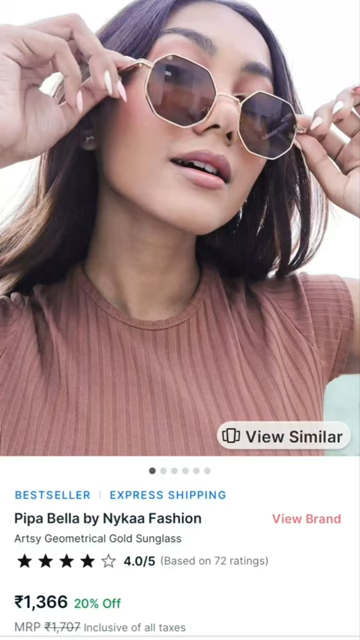 View Similar
BESTSELLER | EXPRESS SHIPPING
Pipa Bella by Nykaa Fashion View Brand
Artsy Geometrical Gold Sunglass
4.0/5 (Based on 72 ratings)
₹1,366 20% Off
MRP ₹1,707 Inclusive of all taxes